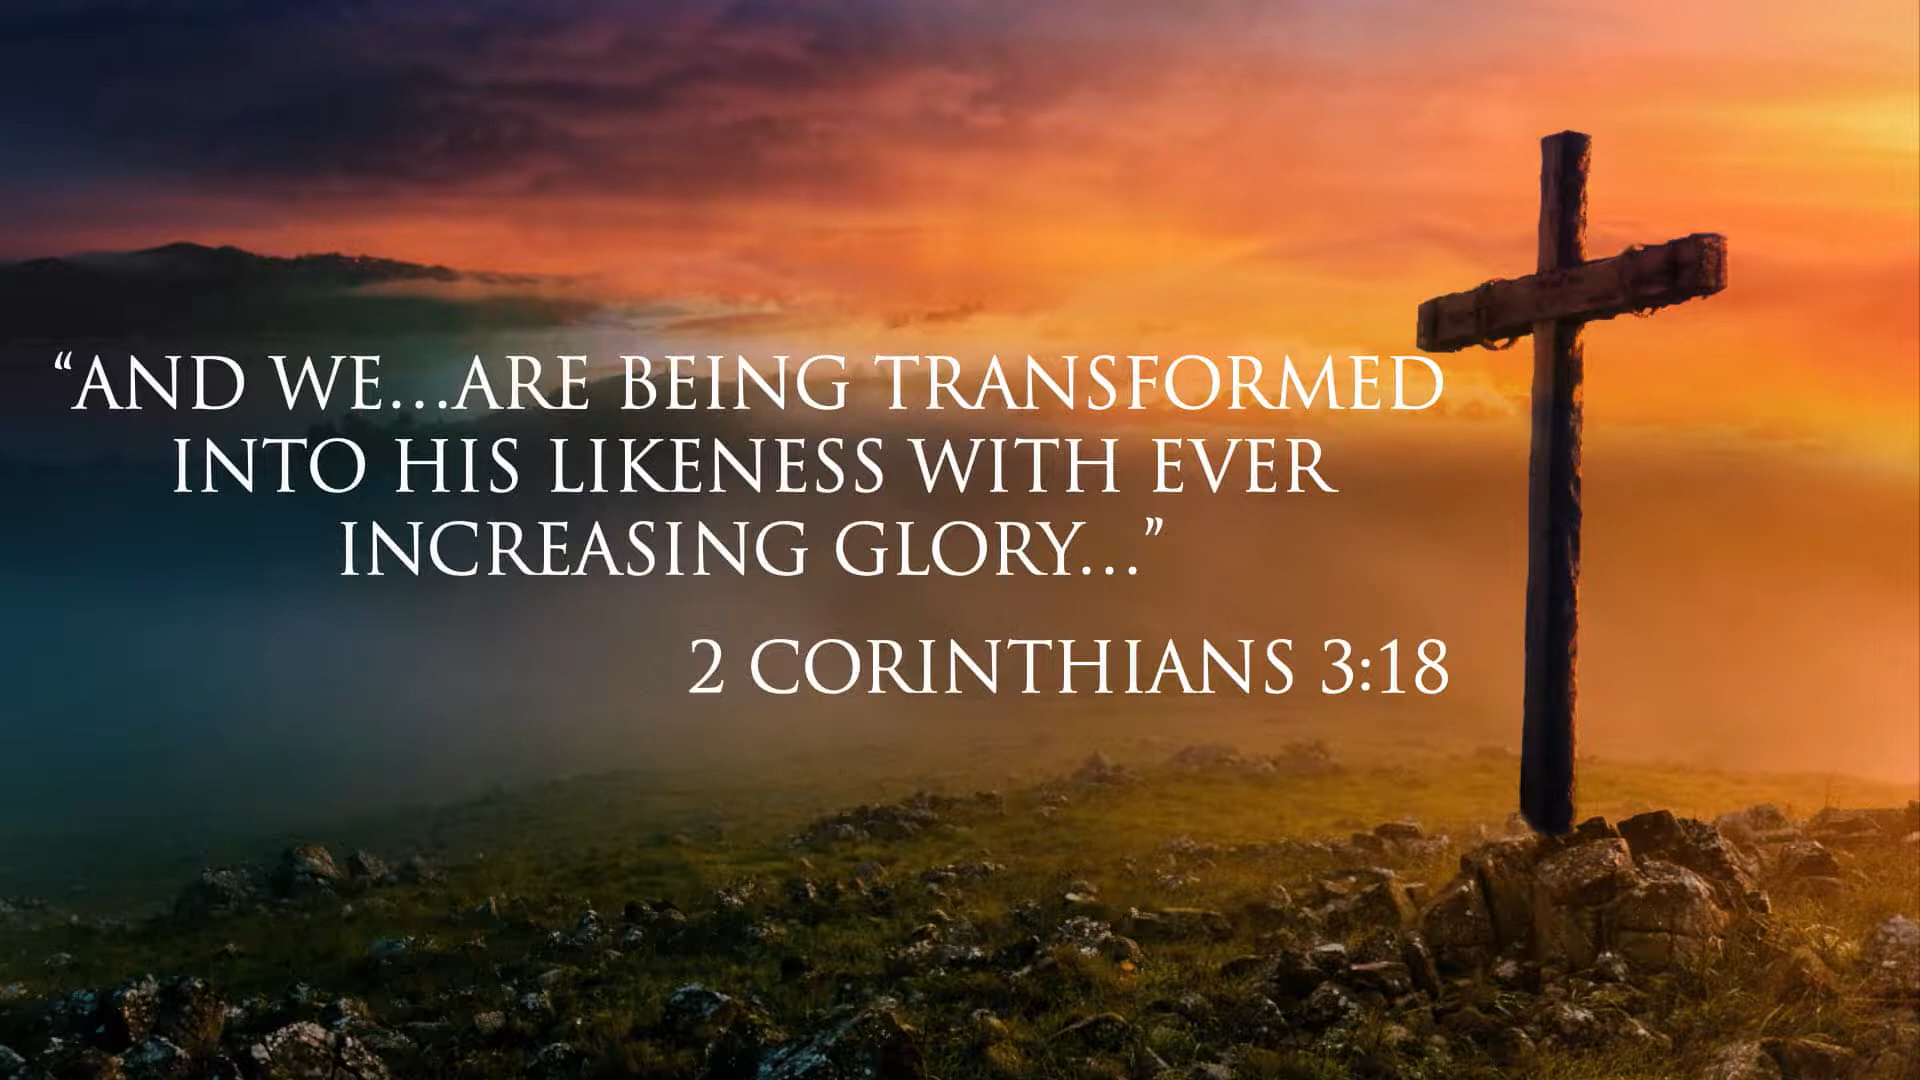 “AND WE...ARE BEING TRANSFORMED
INTO HIS LIKENESS WITH EVER
INCREASING GLORY...”
2 CORINTHIANS 3:18